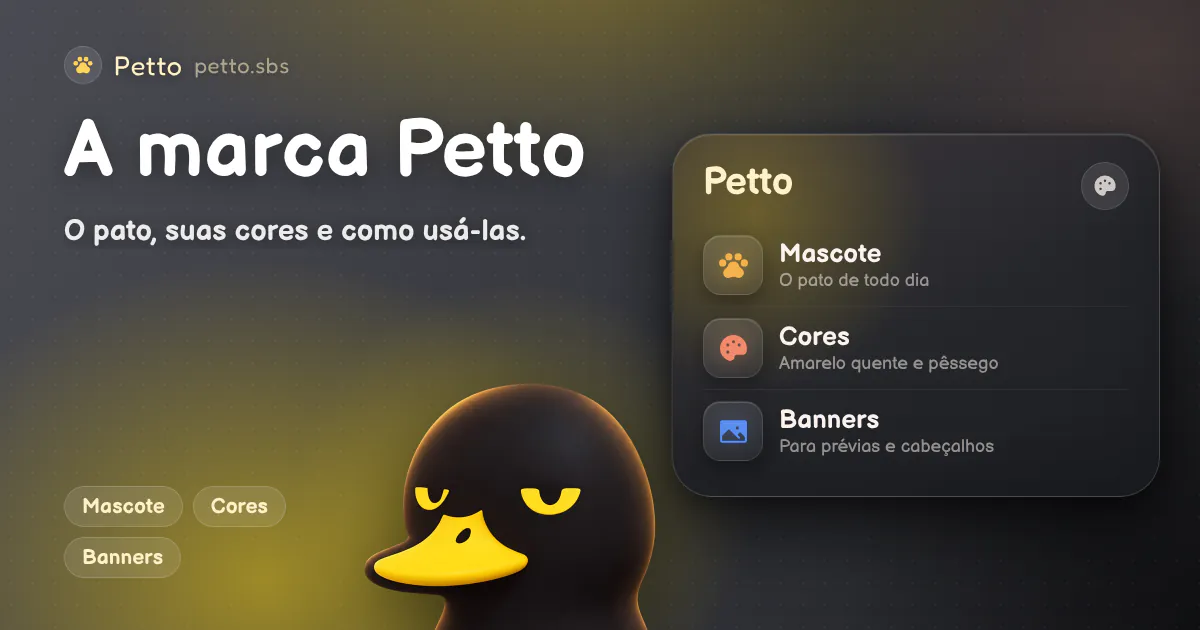 Petto petto.sbs
A marca Petto
O pato, suas cores e como usá-las.
Mascote Cores
Banners
Petto
Mascote
O pato de todo dia
Cores
Amarelo quente e pêssego
Banners
Para prévias e cabeçalhos